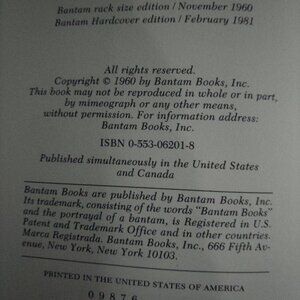 Bantam rack size edition / November 1960
Bantam Hardcover edition / February 1981
All rights reserved.
Copyright © 1960 by Bantam Books, Inc.
This book may not be reproduced in whole or in part,
by mimeograph or any other means,
without permission. For information address:
Bantam Books, Inc.
ISBN 0-553-06201-8
Published simultaneously in the United States
and Canada
Bantam Books are published by Bantam Books, Inc.
Its trademark, consisting of the words "Bantam Books"
and the portrayal of a bantam, is Registered in U.S.
Patent and Trademark Office and in other countries.
Marca Registrada. Bantam Books, Inc., 666 Fifth Av-
enue, New York, New York 10103.
PRINTED IN THE UNITED STATES OF AMERICA
0 9 8 7 6